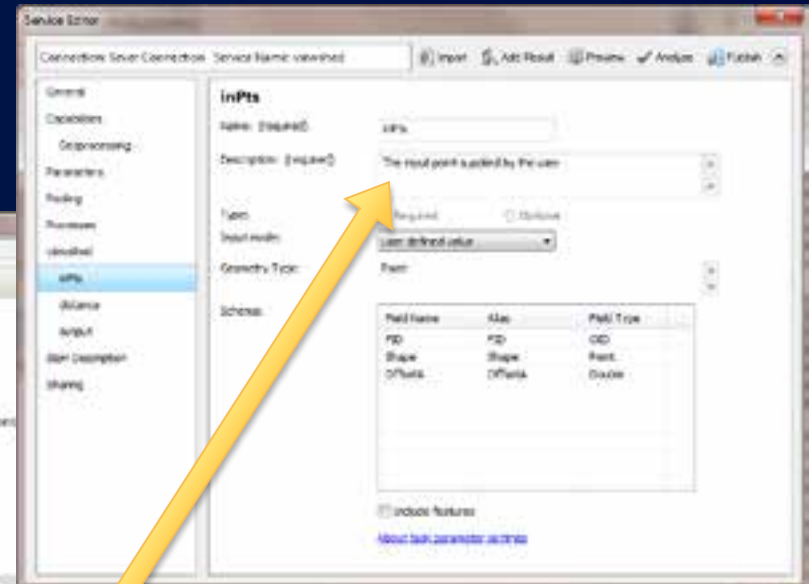 Service Editor
Connection: Sever Connection Service Name: viewshed Import Add Result Preview Analyze Publish
General
Capabilities
Geoprocessing
Parameters
Pooling
Processes
viewshed
inPts
distance
output
Item Description
Sharing
inPts
Name: (required) inPts
Description: (required) The input point supplied by the user
Type: Required Optional
Input mode: User defined value
Geometry Type: Point
Schema:
Field Name Alias Field Type
FID FID OID
Shape Shape Point
OffsetA OffsetA Double
Include features
About task parameter settings